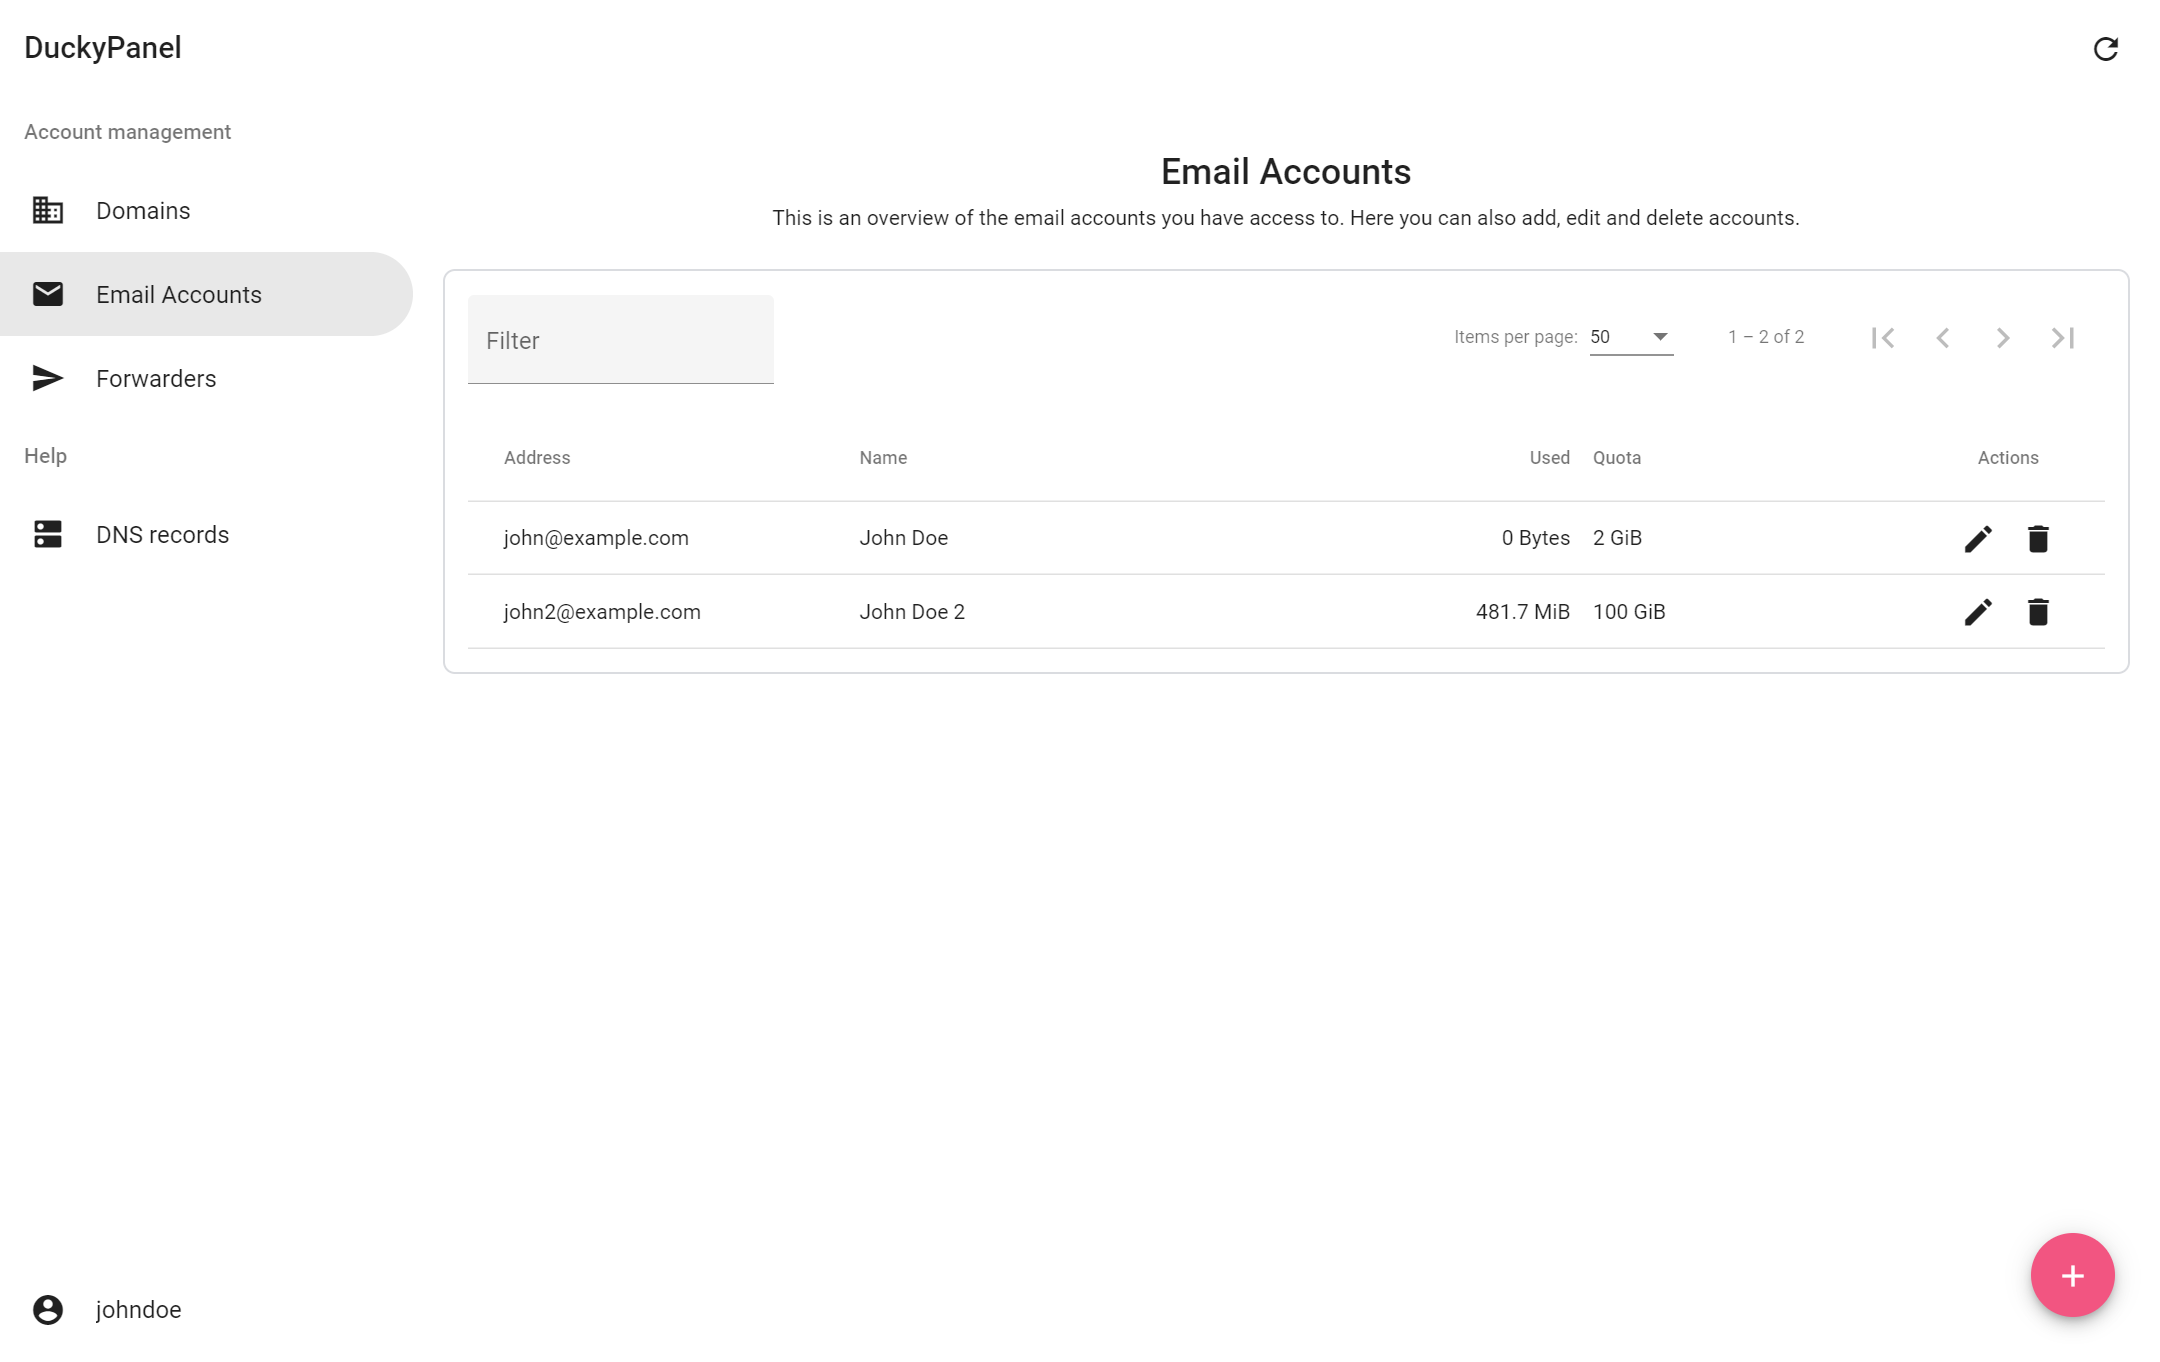 DuckyPanel
Account management
Domains
Email Accounts
Forwarders
Help
DNS records
johndoe
Email Accounts
This is an overview of the email accounts you have access to. Here you can also add, edit and delete accounts.
Filter
Items per page: 50 1 – 2 of 2
Address Name Used Quota Actions
john@example.com John Doe 0 Bytes 2 GiB
john2@example.com John Doe 2 481.7 MiB 100 GiB